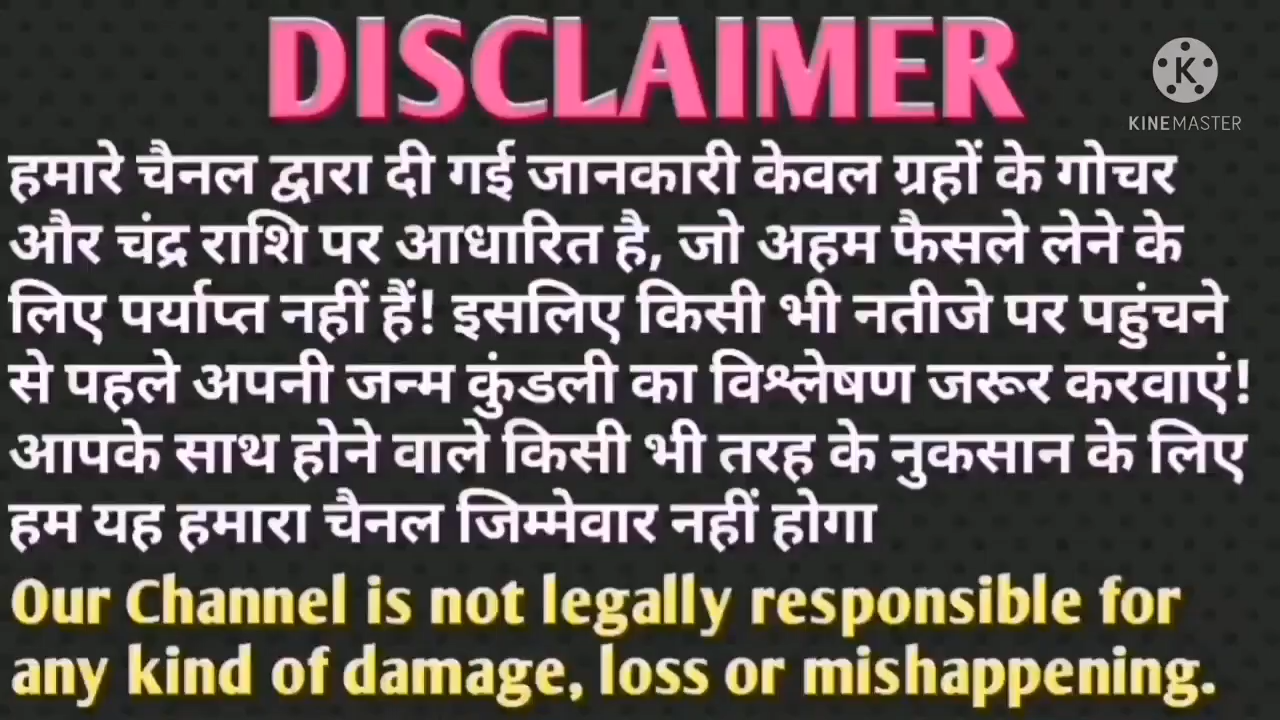 DISCLAIMER
K
KINEMASTER
हमारे चैनल द्वारा दी गई जानकारी केवल ग्रहों के गोचर
और चंद्र राशि पर आधारित है, जो अहम फैसले लेने के
लिए पर्याप्त नहीं हैं! इसलिए किसी भी नतीजे पर पहुंचने
से पहले अपनी जन्म कुंडली का विश्लेषण जरूर करवाएं!
आपके साथ होने वाले किसी भी तरह के नुकसान के लिए
हम यह हमारा चैनल जिम्मेवार नहीं होगा
Our Channel is not legally responsible for
any kind of damage, loss or mishappening.